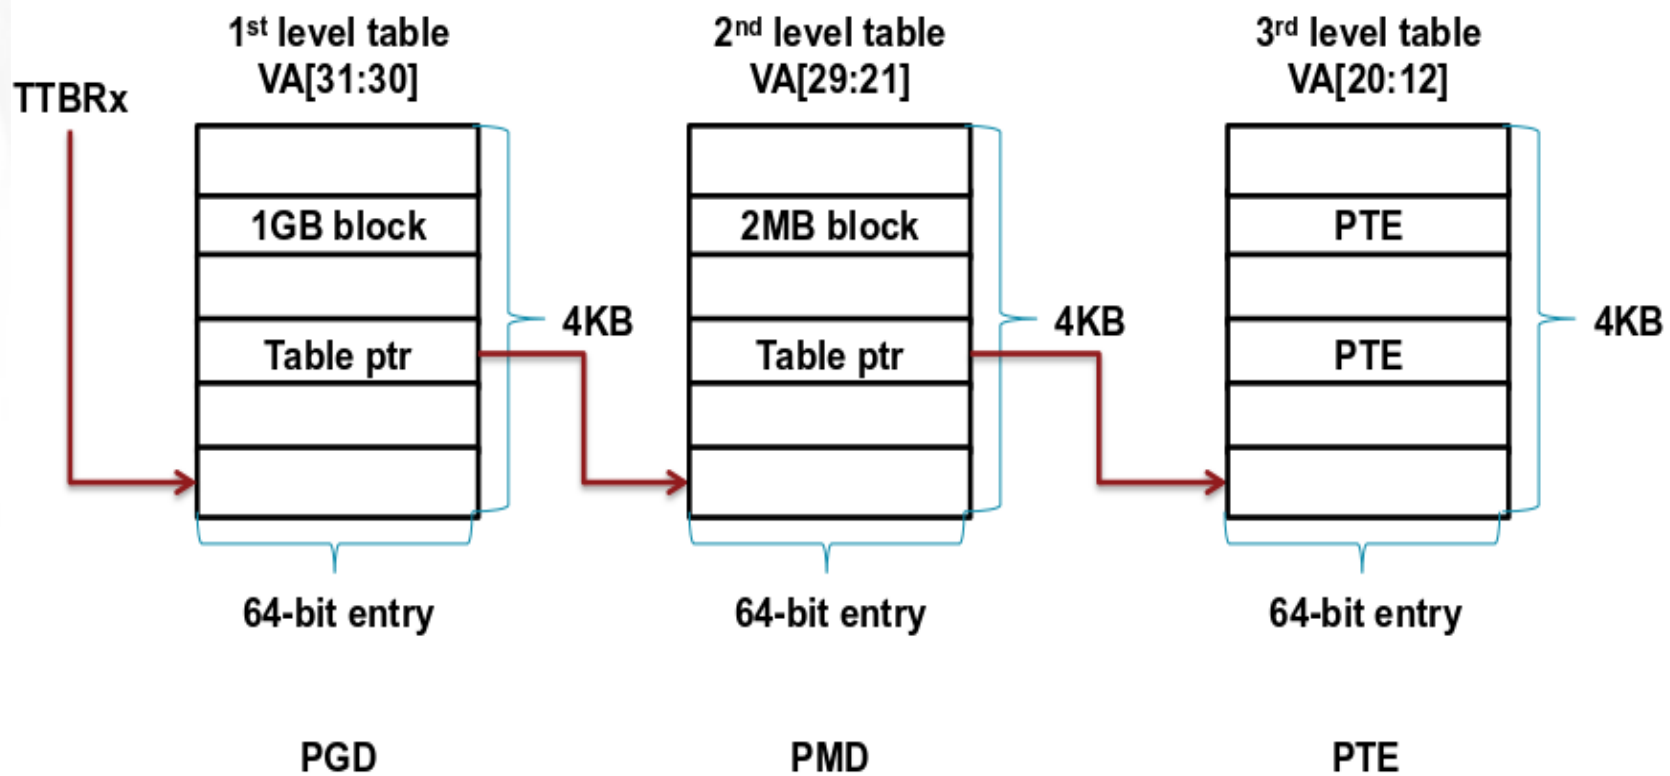 TTBRx
1st level table
VA[31:30]
1GB block
Table ptr
4KB
64-bit entry
PGD
2nd level table
VA[29:21]
2MB block
Table ptr
4KB
64-bit entry
PMD
3rd level table
VA[20:12]
PTE
PTE
4KB
64-bit entry
PTE